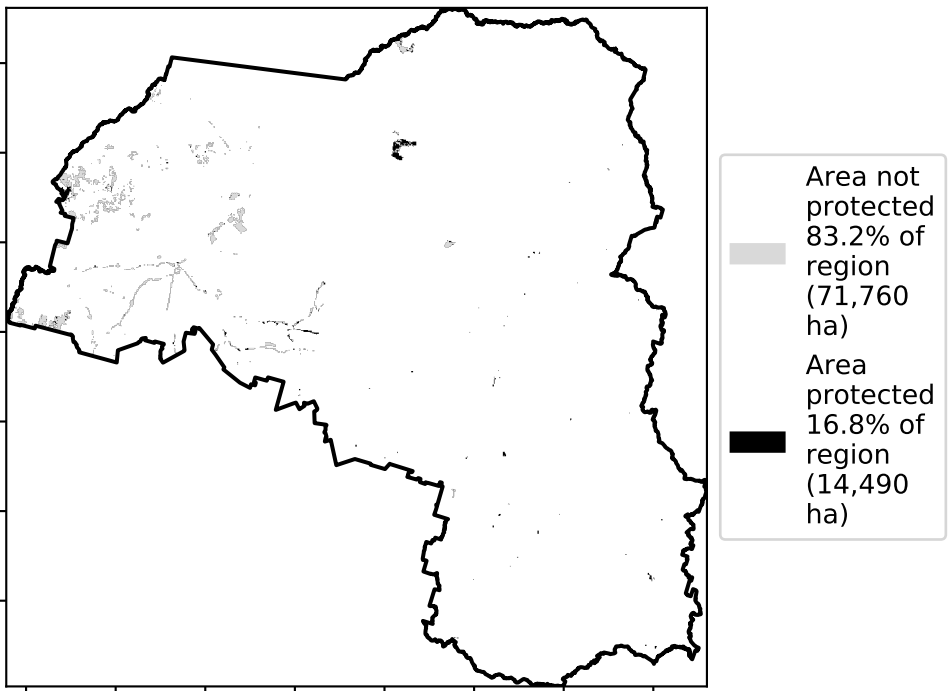 Area not
protected
83.2% of
region
(71,760
ha)
Area
protected
16.8% of
region
(14,490
ha)